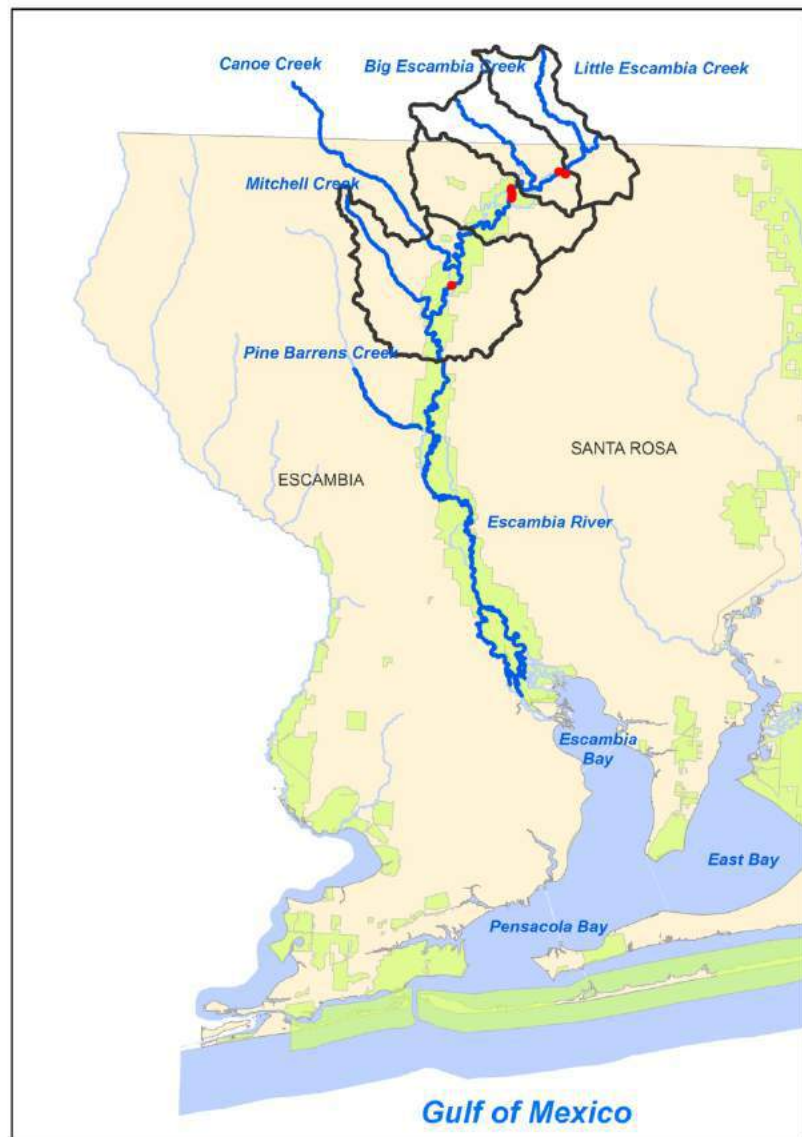 Canoe Creek
Big Escambia Creek
Little Escambia Creek
Mitchell Creek
Pine Barrens Creek
SANTA ROSA
ESCAMBIA
Escambia River
Escambia
Bay
East Bay
Pensacola Bay
Gulf of Mexico